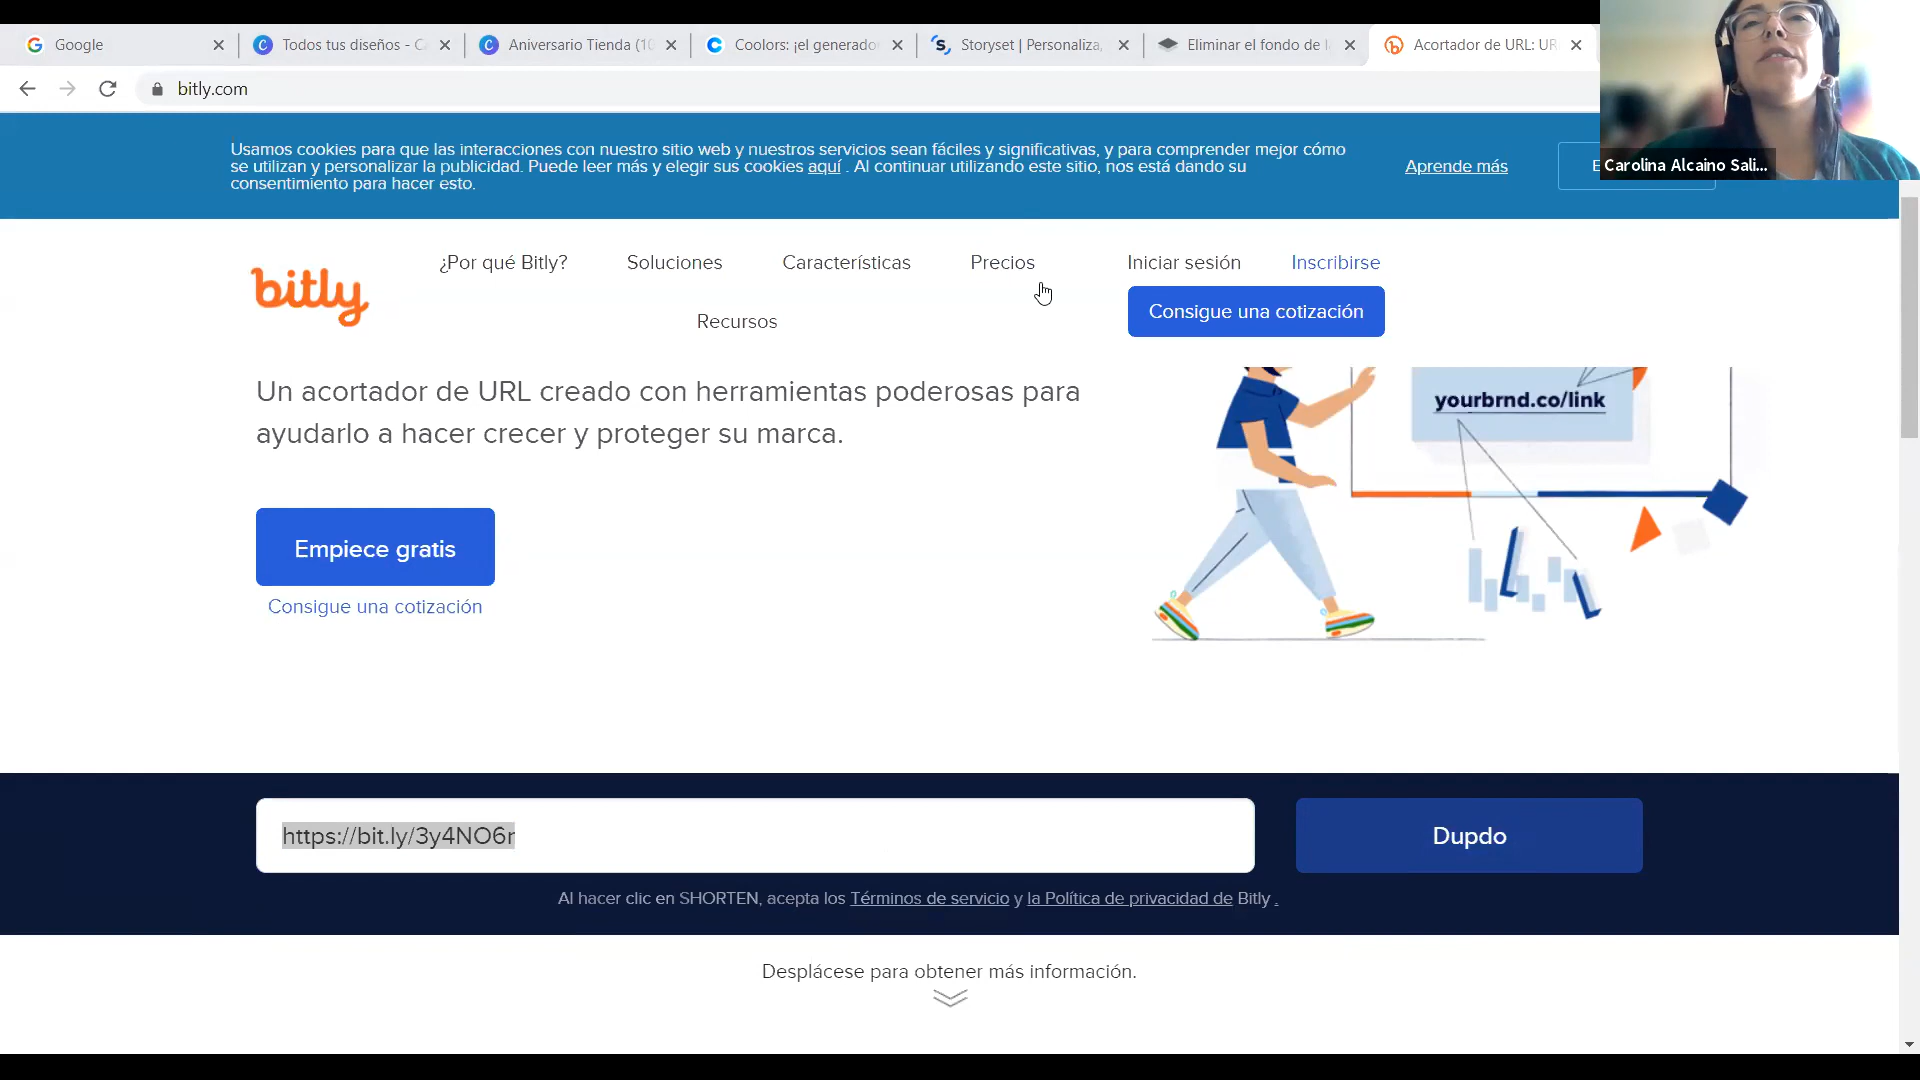 Google
Todos tus diseños - C
Aniversario Tienda (10
Coolors: ¡el generado
Storyset | Personaliza,
Eliminar el fondo de l
Acortador de URL: UR
bitly.com
Usamos cookies para que las interacciones con nuestro sitio web y nuestros servicios sean fáciles y significativas, y para comprender mejor cómo
se utilizan y personalizar la publicidad. Puede leer más y elegir sus cookies aquí . Al continuar utilizando este sitio, nos está dando su
consentimiento para hacer esto.
Aprende más
E
Carolina Alcaino Sali...
bitly
¿Por qué Bitly?
Soluciones
Características
Precios
Recursos
Iniciar sesión
Inscribirse
Consigue una cotización
Un acortador de URL creado con herramientas poderosas para
ayudarlo a hacer crecer y proteger su marca.
yourbrnd.co/link
Empiece gratis
Consigue una cotización
https://bit.ly/3y4NO6r
Dupdo
Al hacer clic en SHORTEN, acepta los Términos de servicio y la Política de privacidad de Bitly .
Desplácese para obtener más información.